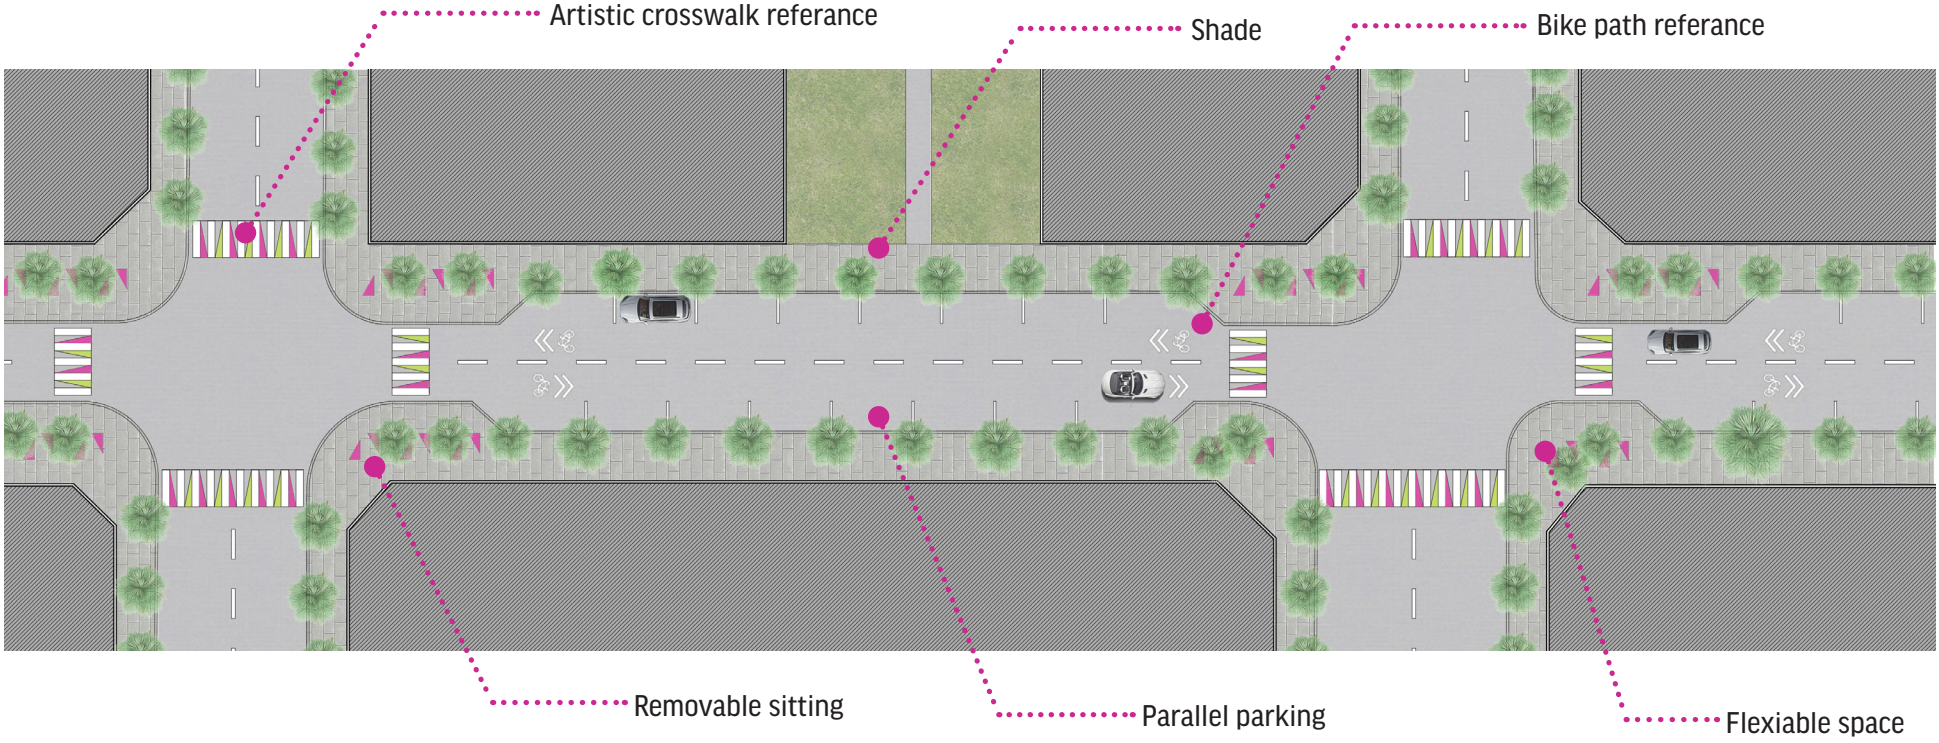 Artistic crosswalk referance
Shade
Bike path referance
Removable sitting
Parallel parking
Flexiable space